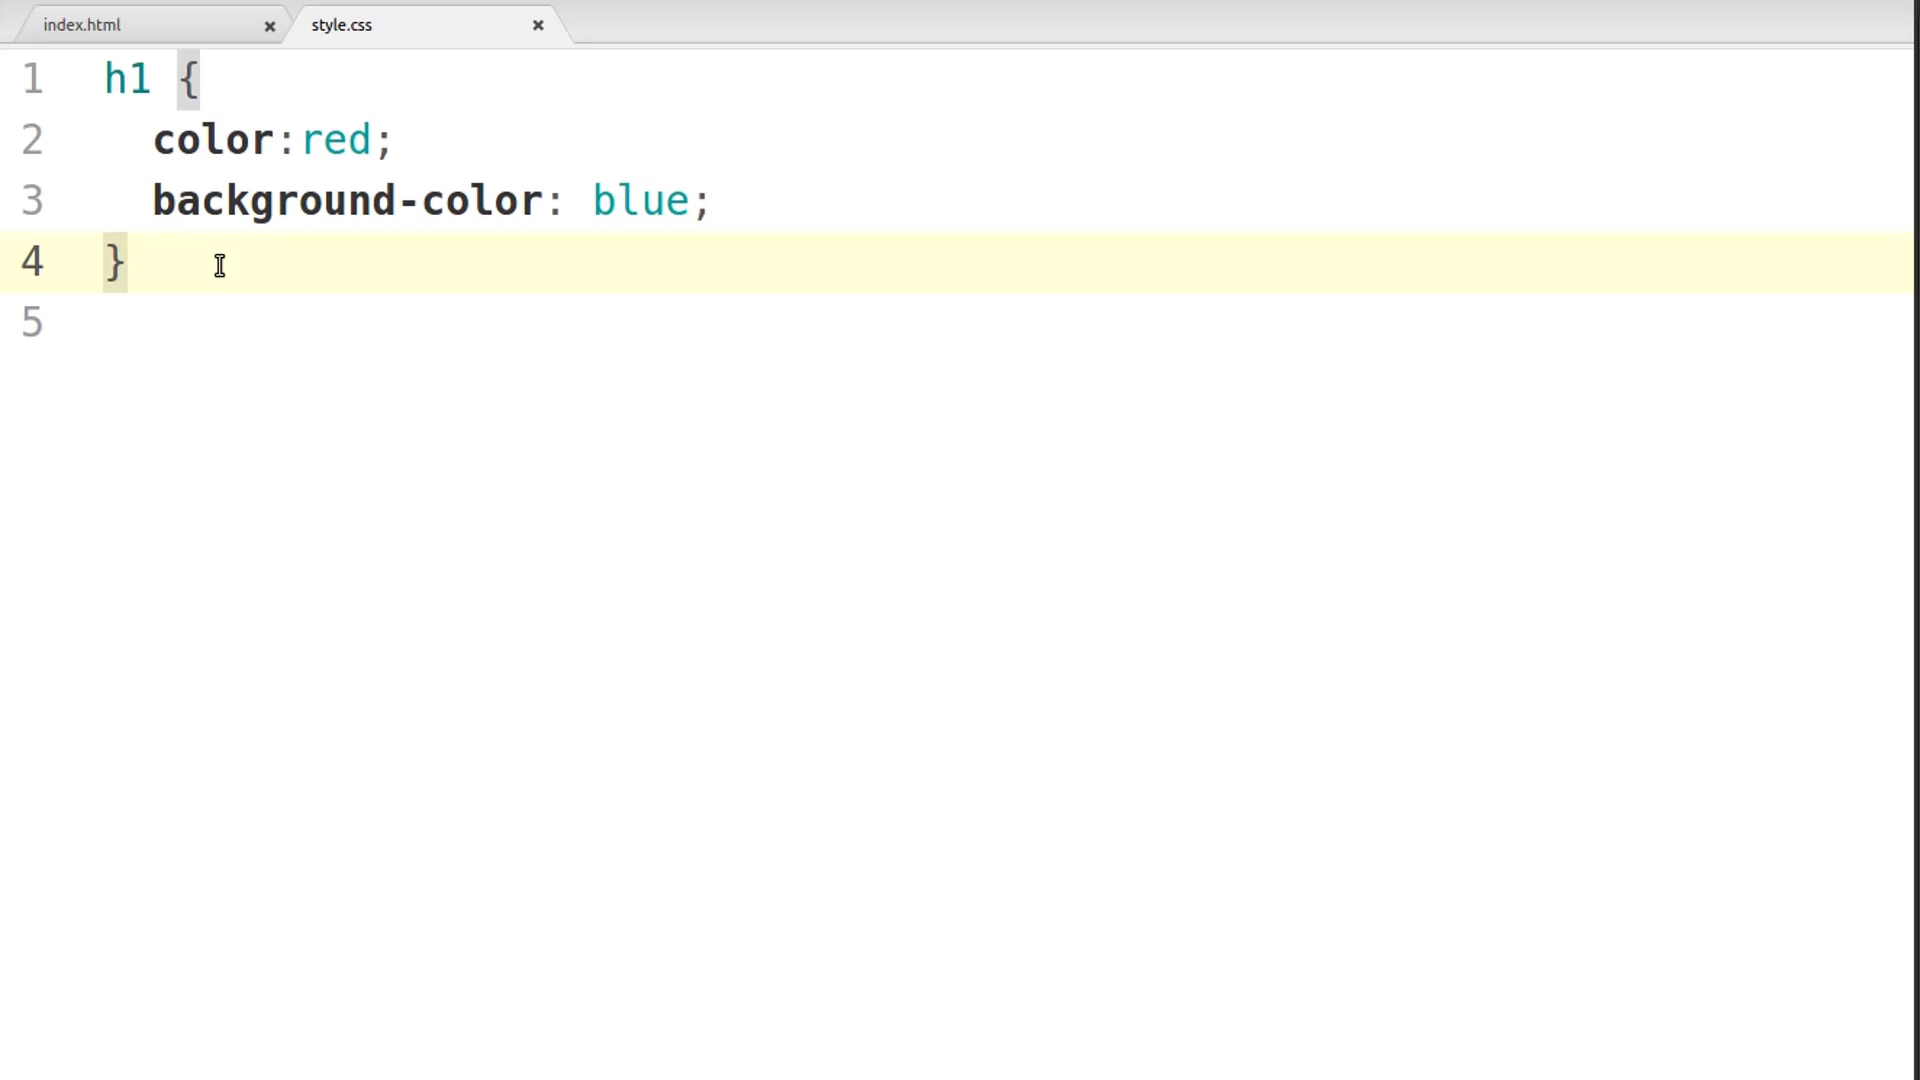 index.html × style.css ×
1 h1 {
2 color:red;
3 background-color: blue;
4 }
5